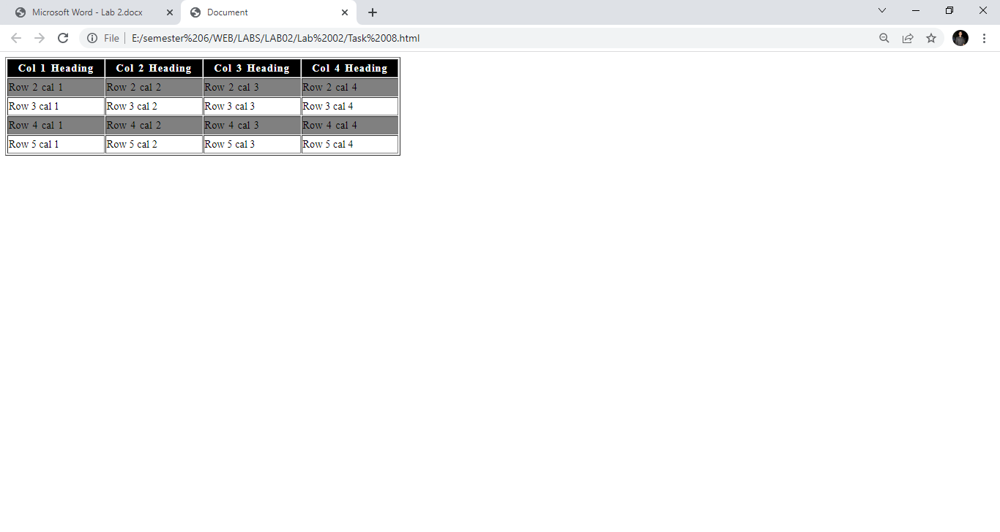 Microsoft Word - Lab 2.docx Document
File E:/semester%206/WEB/LABS/LAB02/Lab%2002/Task%2008.html
Col 1 Heading Col 2 Heading Col 3 Heading Col 4 Heading
Row 2 cal 1 Row 2 cal 2 Row 2 cal 3 Row 2 cal 4
Row 3 cal 1 Row 3 cal 2 Row 3 cal 3 Row 3 cal 4
Row 4 cal 1 Row 4 cal 2 Row 4 cal 3 Row 4 cal 4
Row 5 cal 1 Row 5 cal 2 Row 5 cal 3 Row 5 cal 4